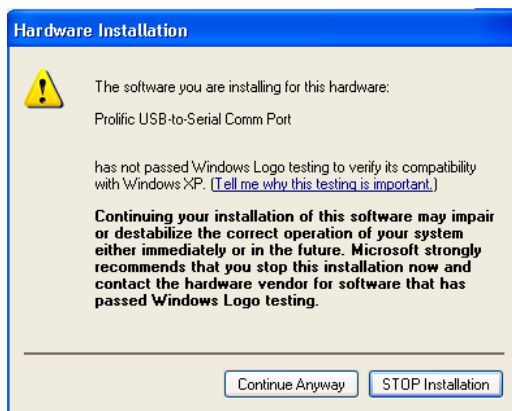 Hardware Installation
The software you are installing for this hardware:
Prolific USB-to-Serial Comm Port
has not passed Windows Logo testing to verify its compatibility
with Windows XP. (Tell me why this testing is important.)
Continuing your installation of this software may impair
or destabilize the correct operation of your system
either immediately or in the future. Microsoft strongly
recommends that you stop this installation now and
contact the hardware vendor for software that has
passed Windows Logo testing.
Continue Anyway
STOP Installation